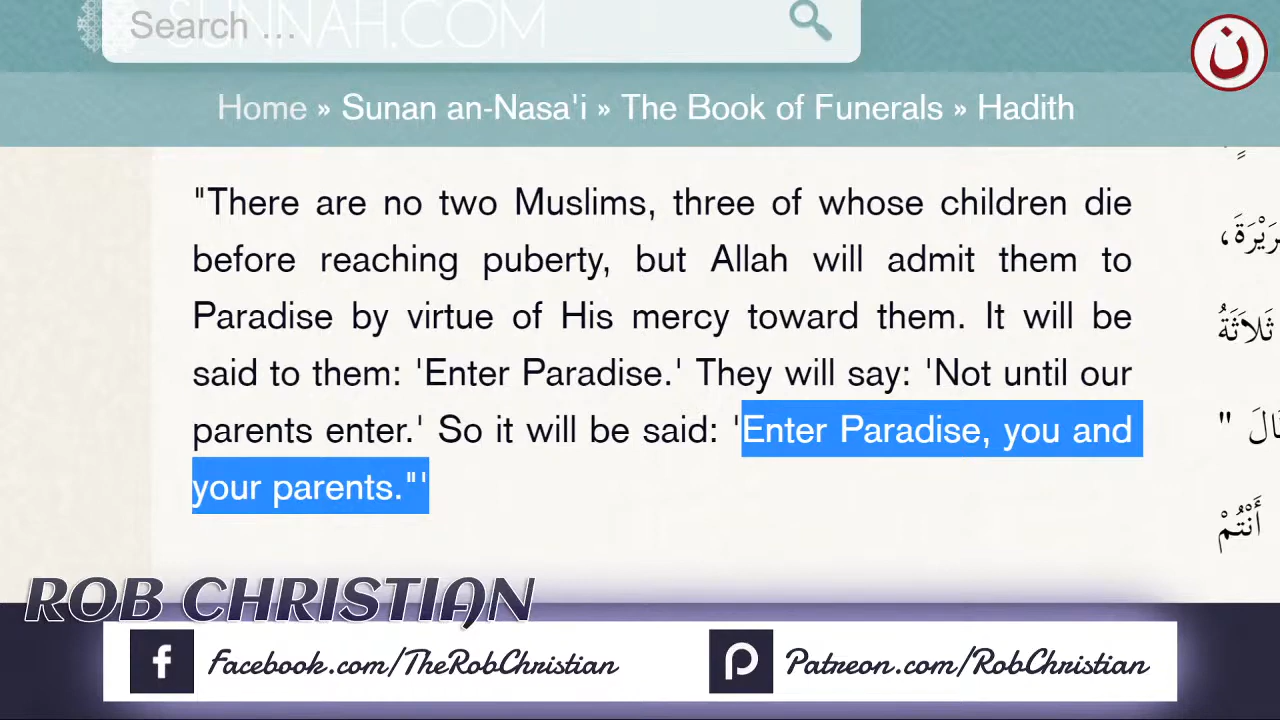 Search ...
SUNNAH.COM
ن
Home » Sunan an-Nasa'i » The Book of Funerals » Hadith
"There are no two Muslims, three of whose children die
before reaching puberty, but Allah will admit them to
Paradise by virtue of His mercy toward them. It will be
said to them: 'Enter Paradise.' They will say: 'Not until our
parents enter.' So it will be said: 'Enter Paradise, you and
your parents."'
ثَلاَثَةُ
أَنْتُمْ
ROB CHRISTIAN
Facebook.com/TheRobChristian
Patreon.com/RobChristian